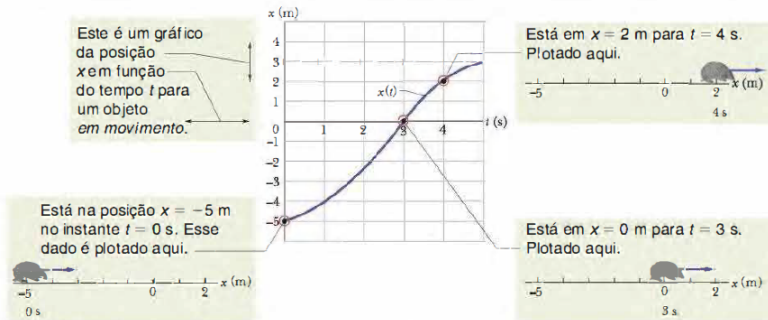 Este é um gráfico
da posição
x em função
do tempo t para
um objeto
em movimento.
x (m)
4
3
2
1
0
-1
-2
-3
-4
-5
1
2
3
4
t (s)
x(t)
Está em x = 2 m para t = 4 s.
Plotado aqui.
-5
0
2
x (m)
4 s
Está na posição x = −5 m
no instante t = 0 s. Esse
dado é plotado aqui.
-5
0
2
x (m)
0 s
Está em x = 0 m para t = 3 s.
Plotado aqui.
-5
0
2
x (m)
3 s